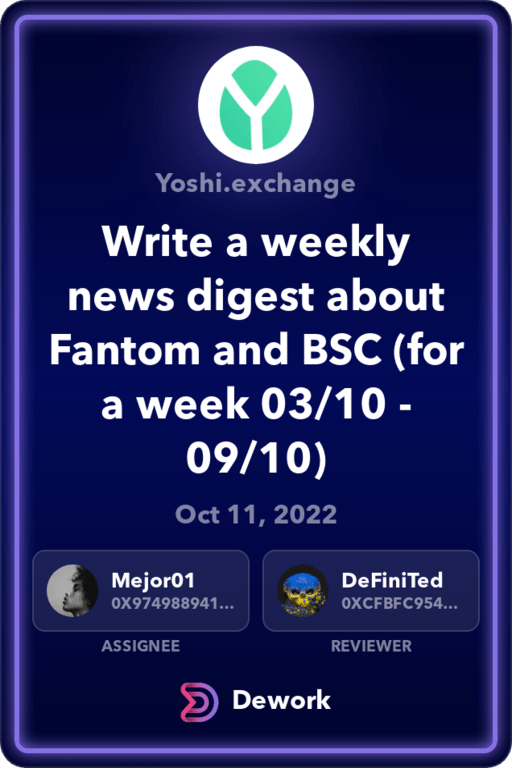 Yoshi.exchange
Write a weekly
news digest about
Fantom and BSC (for
a week 03/10 -
09/10)
Oct 11, 2022
Mejor01
0X974988941...
ASSIGNEE
DeFiniTed
0XCFBFC954...
REVIEWER
Dework